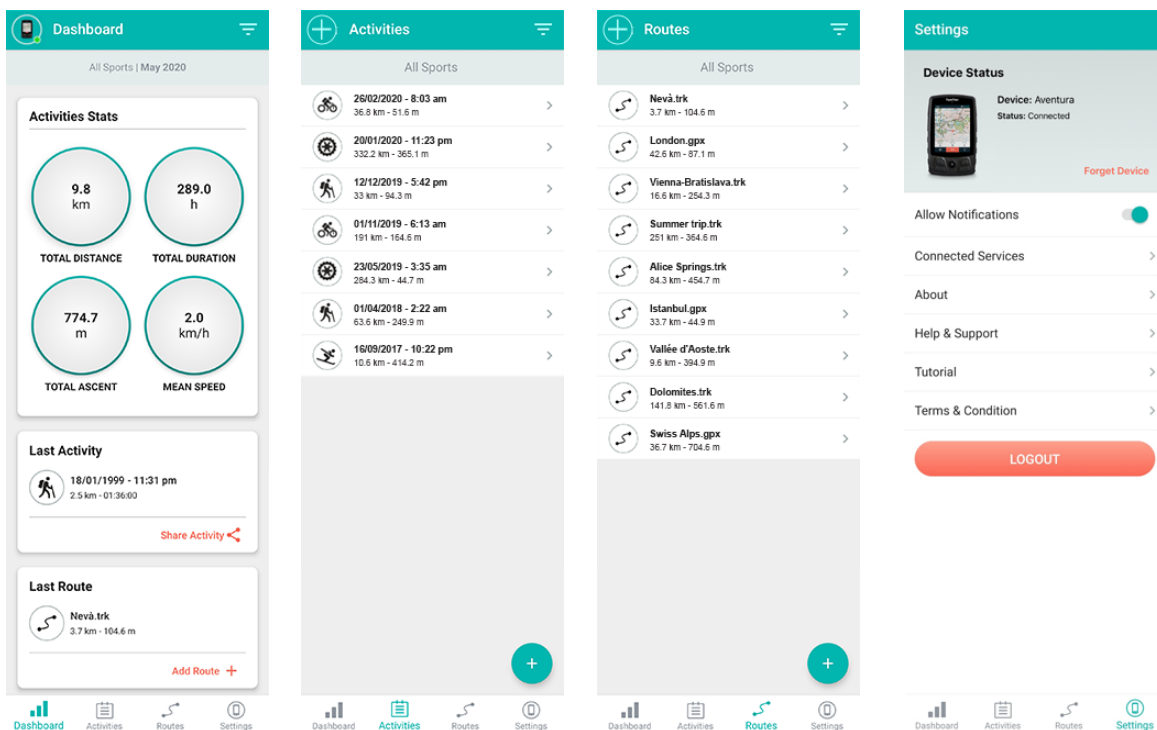 Dashboard
All Sports | May 2020
Activities Stats
9.8
km
289.0
h
TOTAL DISTANCE
TOTAL DURATION
774.7
m
2.0
km/h
TOTAL ASCENT
MEAN SPEED
Last Activity
18/01/1999 - 11:31 pm
2.5 km - 01:36:00
Share Activity
Last Route
Nevà.trk
3.7 km - 104.6 m
Add Route +
Dashboard
Activities
Routes
Settings
Activities
All Sports
26/02/2020 - 8:03 am
36.8 km - 51.6 m
20/01/2020 - 11:23 pm
332.2 km - 365.1 m
12/12/2019 - 5:42 pm
33 km - 94.3 m
01/11/2019 - 6:13 am
191 km - 164.6 m
23/05/2019 - 3:35 am
284.3 km - 44.7 m
01/04/2018 - 2:22 am
63.6 km - 249.9 m
16/09/2017 - 10:22 pm
10.6 km - 414.2 m
Dashboard
Activities
Routes
Settings
Routes
All Sports
Nevà.trk
3.7 km - 104.6 m
London.gpx
42.6 km - 87.1 m
Vienna-Bratislava.trk
16.6 km - 254.3 m
Summer trip.trk
251 km - 364.6 m
Alice Springs.trk
84.3 km - 454.7 m
Istanbul.gpx
33.7 km - 44.9 m
Vallée d'Aoste.trk
9.6 km - 394.9 m
Dolomites.trk
141.8 km - 561.6 m
Swiss Alps.gpx
36.7 km - 704.6 m
Dashboard
Activities
Routes
Settings
Settings
Device Status
Device: Aventura
Status: Connected
Forget Device
Allow Notifications
Connected Services
About
Help & Support
Tutorial
Terms & Condition
LOGOUT
Dashboard
Activities
Routes
Settings